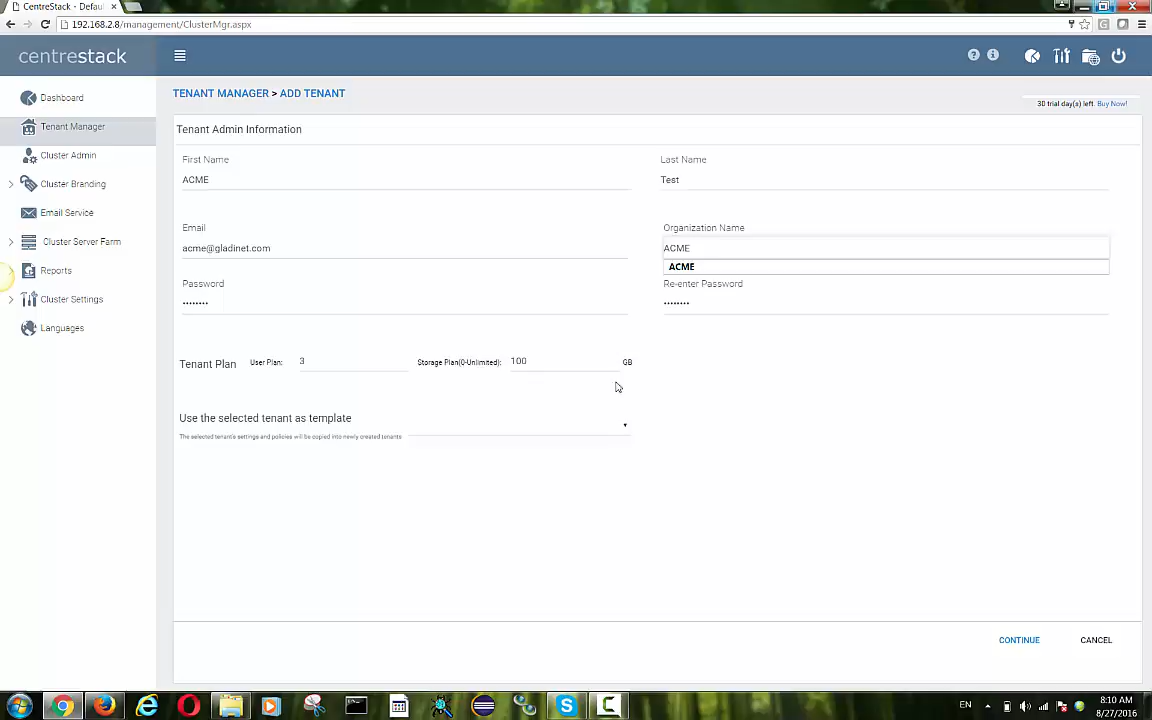 CentreStack - Defau
192.168.2.8/management/ClusterMgr.aspx
centrestack
Dashboard
Tenant Manager
Cluster Admin
Cluster Branding
Email Service
Cluster Server Farm
Reports
Cluster Settings
Languages
TENANT MANAGER > ADD TENANT
30 trial day(s) left. Buy Now!
Tenant Admin Information
First Name
Last Name
ACME
Test
Email
Organization Name
acme@gladinet.com
ACME
ACME
Password
Re-enter Password
••••••••
••••••••
Tenant Plan User Plan: 3 Storage Plan(0-Unlimited): 100 GB
Use the selected tenant as template
The selected tenant's settings and policies will be copied into newly created tenants
CONTINUE CANCEL
EN
8:10 AM
8/27/2016